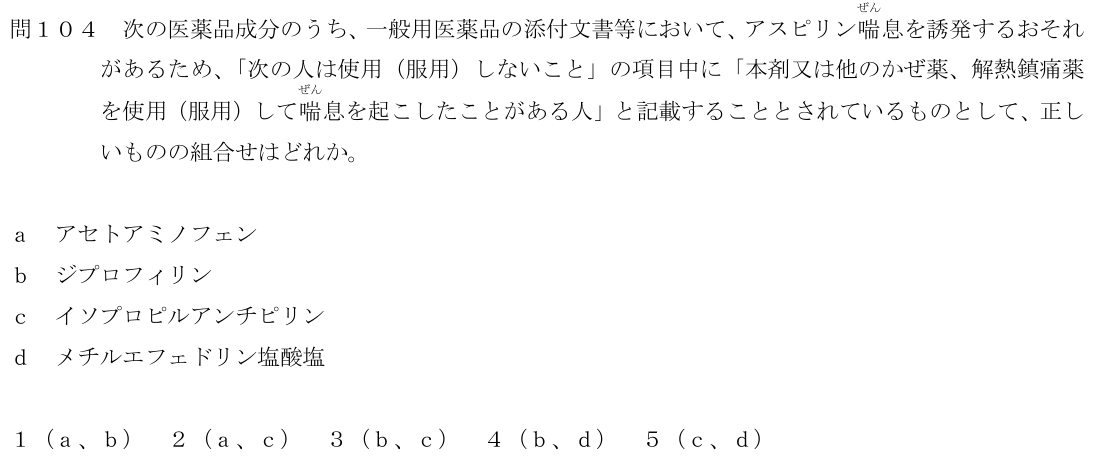 問１０４　次の医薬品成分のうち、一般用医薬品の添付文書等において、アスピリン喘息を誘発するおそれ
があるため、「次の人は使用（服用）しないこと」の項目中に「本剤又は他のかぜ薬、解熱鎮痛薬
を使用（服用）して喘息を起こしたことがある人」と記載することとされているものとして、正し
いものの組合せはどれか。
ａ　アセトアミノフェン
ｂ　ジプロフィリン
ｃ　イソプロピルアンチピリン
ｄ　メチルエフェドリン塩酸塩
１（ａ、ｂ）　２（ａ、ｃ）　３（ｂ、ｃ）　４（ｂ、ｄ）　５（ｃ、ｄ）